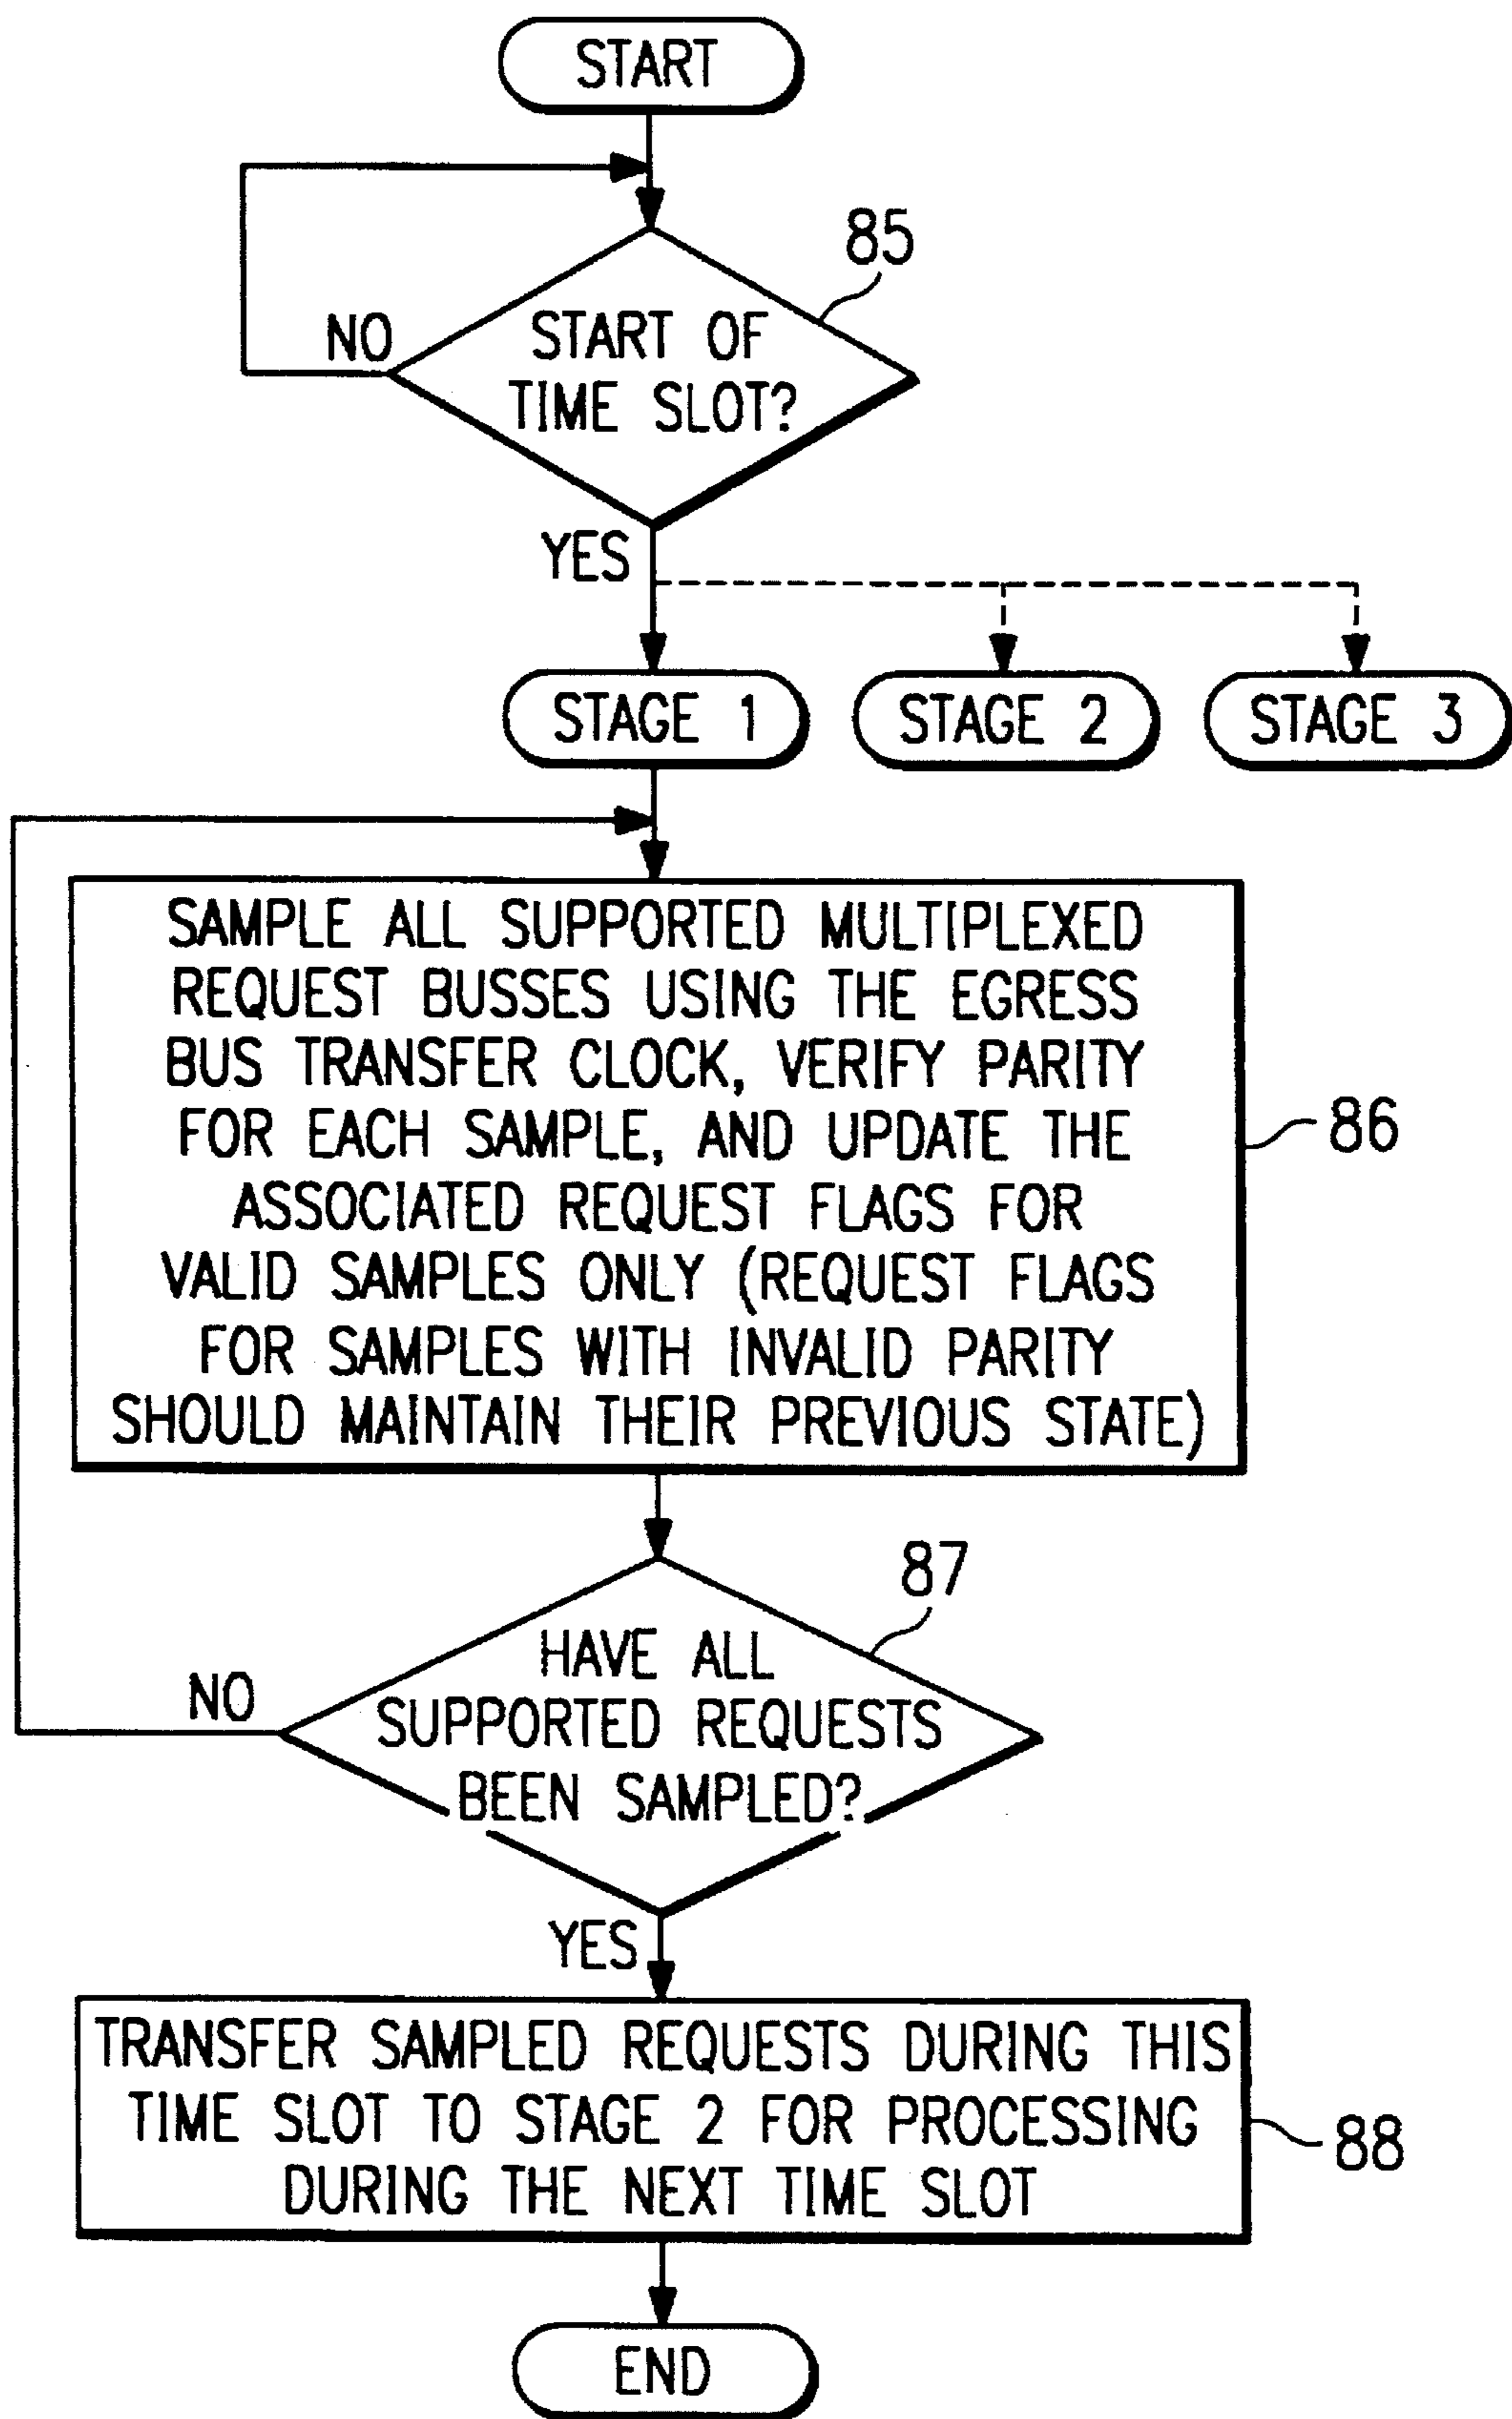 START
85
NO
START OF
TIME SLOT?
YES
STAGE 1
STAGE 2
STAGE 3
SAMPLE ALL SUPPORTED MULTIPLEXED
REQUEST BUSSES USING THE EGRESS
BUS TRANSFER CLOCK, VERIFY PARITY
FOR EACH SAMPLE, AND UPDATE THE
ASSOCIATED REQUEST FLAGS FOR
VALID SAMPLES ONLY (REQUEST FLAGS
FOR SAMPLES WITH INVALID PARITY
SHOULD MAINTAIN THEIR PREVIOUS STATE)
86
87
NO
HAVE ALL
SUPPORTED REQUESTS
BEEN SAMPLED?
YES
TRANSFER SAMPLED REQUESTS DURING THIS
TIME SLOT TO STAGE 2 FOR PROCESSING
DURING THE NEXT TIME SLOT
88
END